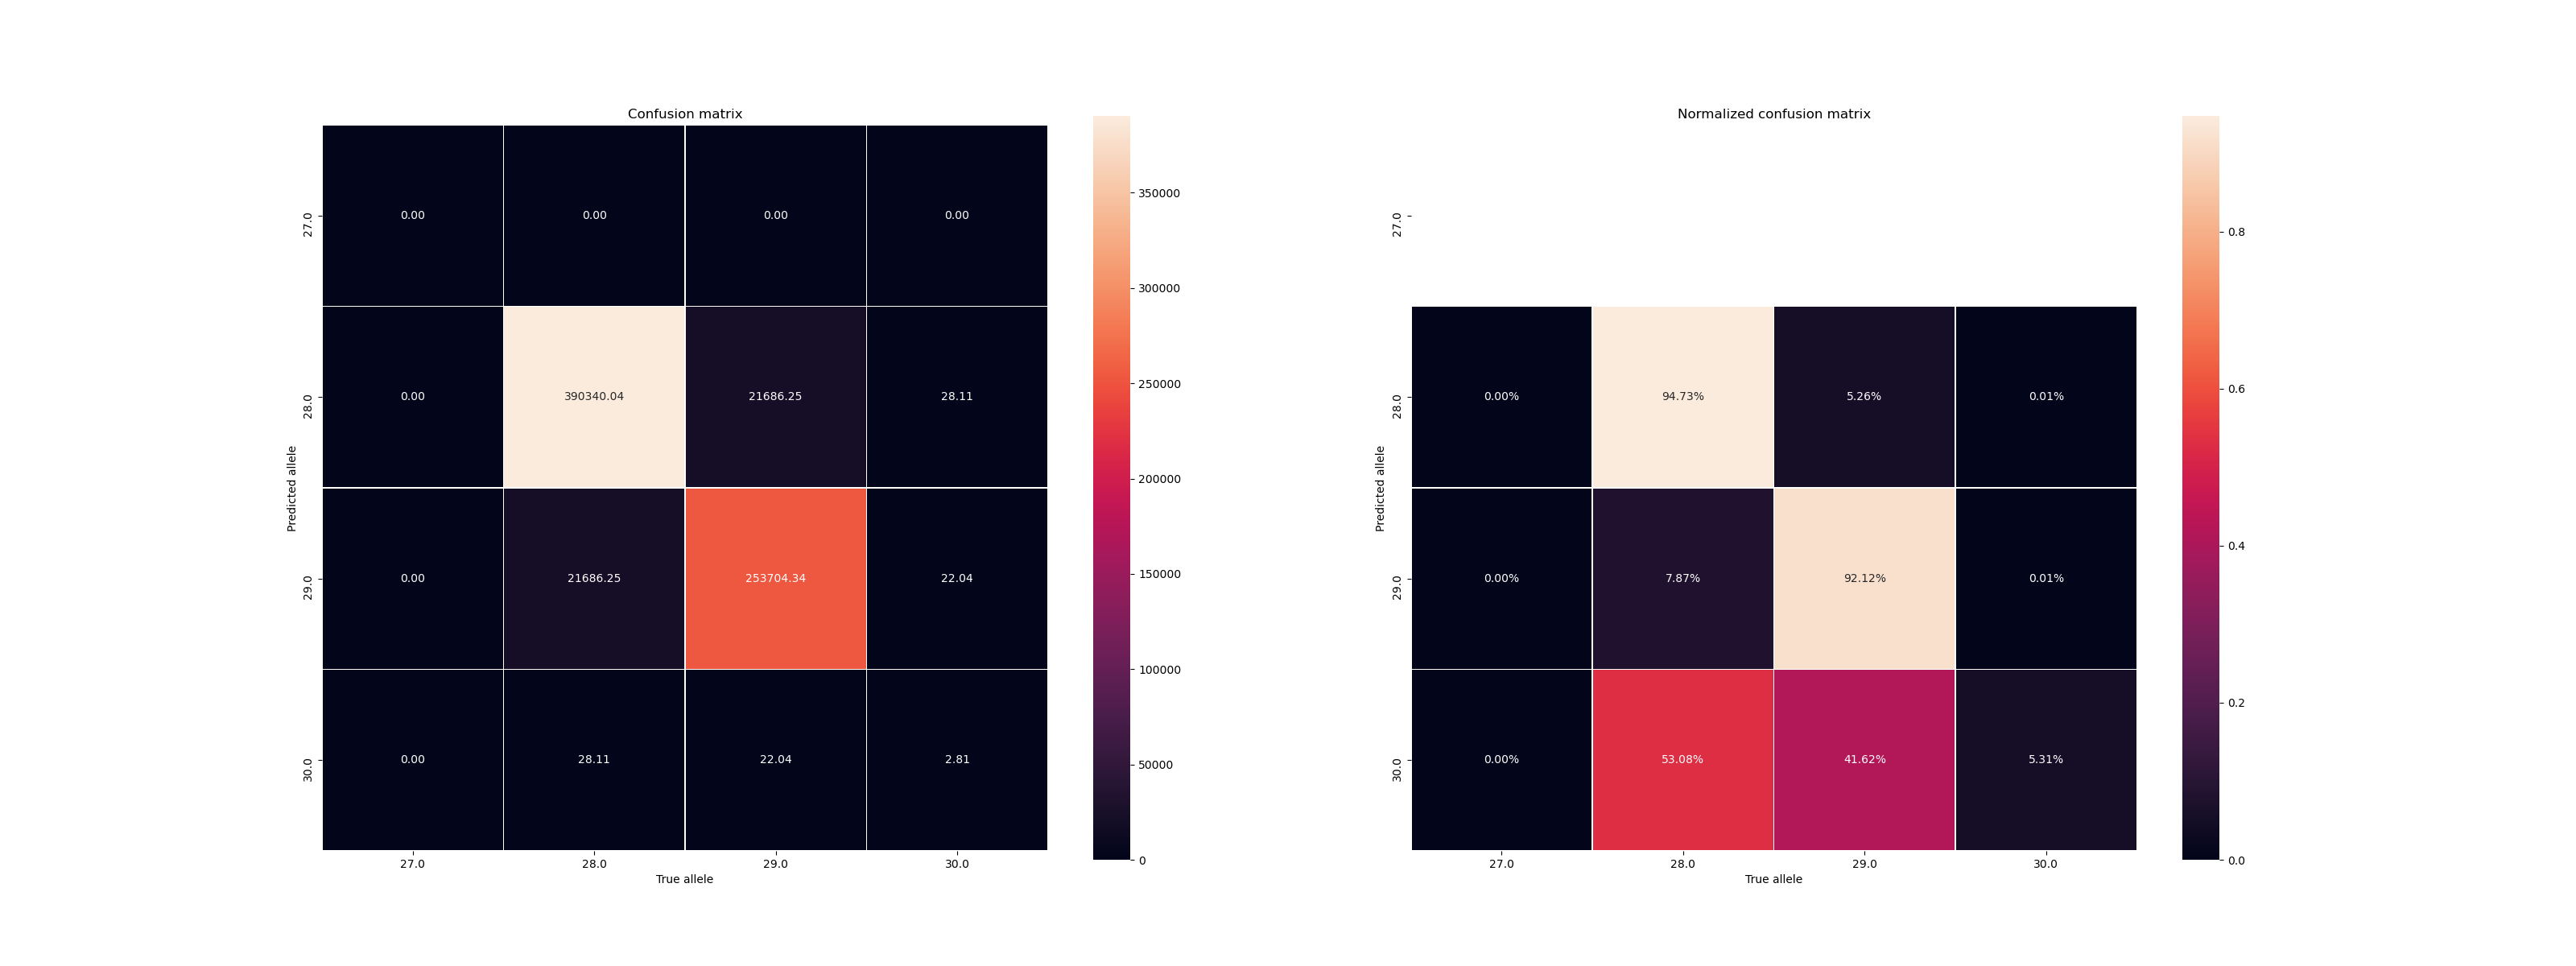 Confusion matrix
27.0
0.00 0.00 0.00 0.00
28.0
0.00 390340.04 21686.25 28.11
29.0
0.00 21686.25 253704.34 22.04
30.0
0.00 28.11 22.04 2.81
27.0 28.0 29.0 30.0
True allele
Predicted allele
350000
300000
250000
200000
150000
100000
50000
0
Normalized confusion matrix
27.0
28.0
0.00% 94.73% 5.26% 0.01%
29.0
0.00% 7.87% 92.12% 0.01%
30.0
0.00% 53.08% 41.62% 5.31%
27.0 28.0 29.0 30.0
True allele
Predicted allele
0.8
0.6
0.4
0.2
0.0